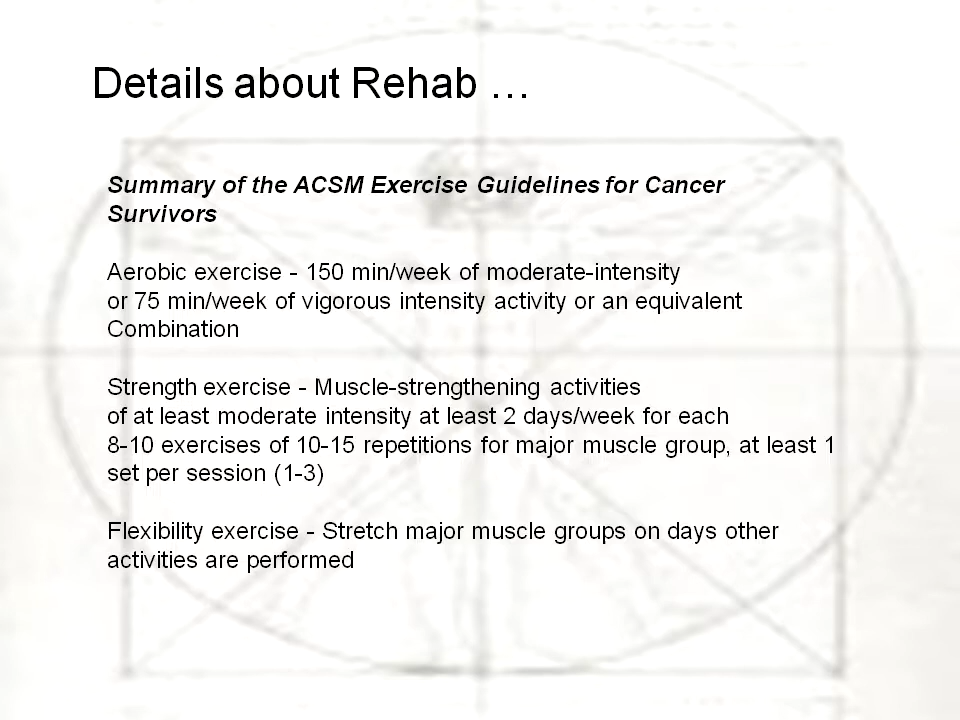 Details about Rehab …
Summary of the ACSM Exercise Guidelines for Cancer
Survivors
Aerobic exercise - 150 min/week of moderate-intensity
or 75 min/week of vigorous intensity activity or an equivalent
Combination
Strength exercise - Muscle-strengthening activities
of at least moderate intensity at least 2 days/week for each
8-10 exercises of 10-15 repetitions for major muscle group, at least 1
set per session (1-3)
Flexibility exercise - Stretch major muscle groups on days other
activities are performed